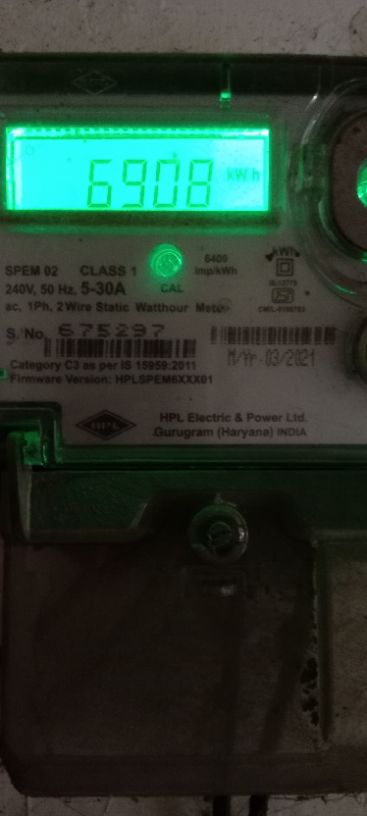 6908 kWh
SPEM 02 CLASS 1 6400
240V, 50 Hz. 5-30A CAL imp/kWh
ac, 1Ph, 2 Wire Static Watthour Meter
S. No. 675297
M/Yr. 03/2021
Category C3 as per IS 15959:2011
Firmware Version: HPLSPEM6XXX01
HPL
HPL Electric & Power Ltd.
Gurugram (Haryana) INDIA